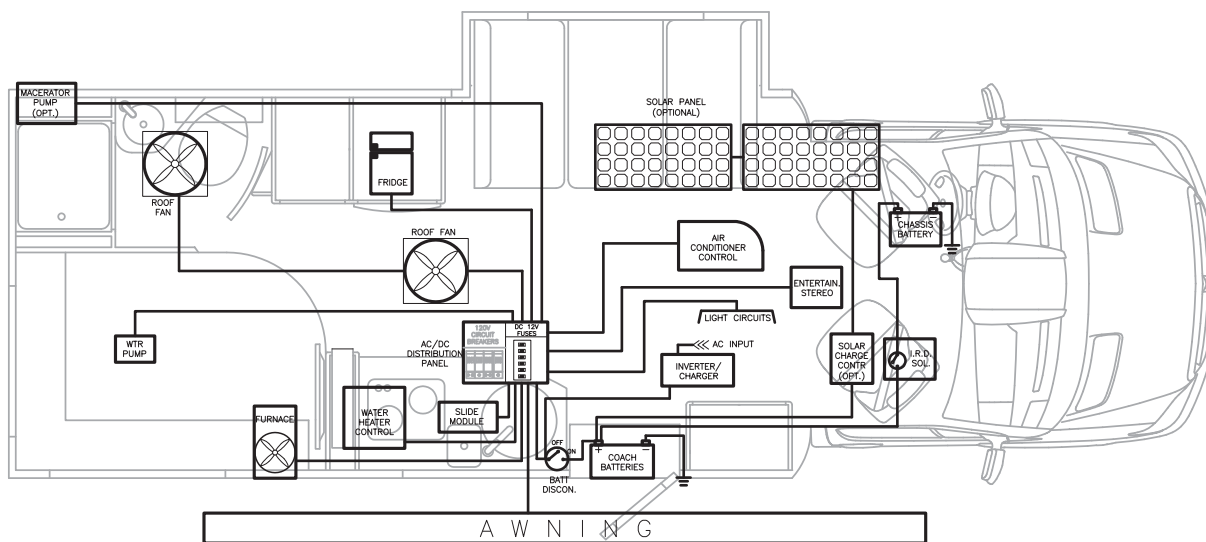 MACERATOR
PUMP
(OPT.)
SOLAR PANEL
(OPTIONAL)
FRIDGE
ROOF
FAN
ROOF FAN
CHASSIS
BATTERY
+
−
AIR
CONDITIONER
CONTROL
ENTERTAIN.
STEREO
LIGHT CIRCUITS
WTR
PUMP
AC/DC
DISTRIBUTION
PANEL
120V
CIRCUIT
BREAKERS
DC 12V
FUSES
AC INPUT
INVERTER/
CHARGER
SOLAR
CHARGE
CONTR
(OPT.)
I.R.D.
SOL.
FURNACE
WATER
HEATER
CONTROL
SLIDE
MODULE
OFF
ON
BATT
DISCON.
+
−
COACH
BATTERIES
AWNING